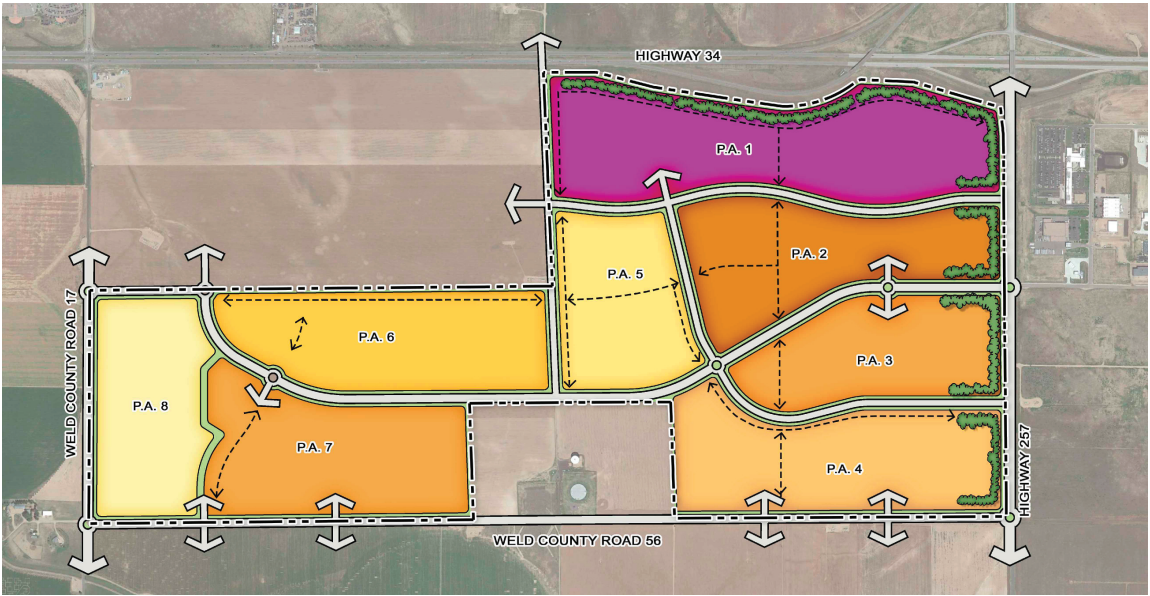 HIGHWAY 34
P.A. 1
P.A. 2
P.A. 5
WELD COUNTY ROAD 17
P.A. 6
P.A. 3
P.A. 8
P.A. 7
P.A. 4
HIGHWAY 257
WELD COUNTY ROAD 56